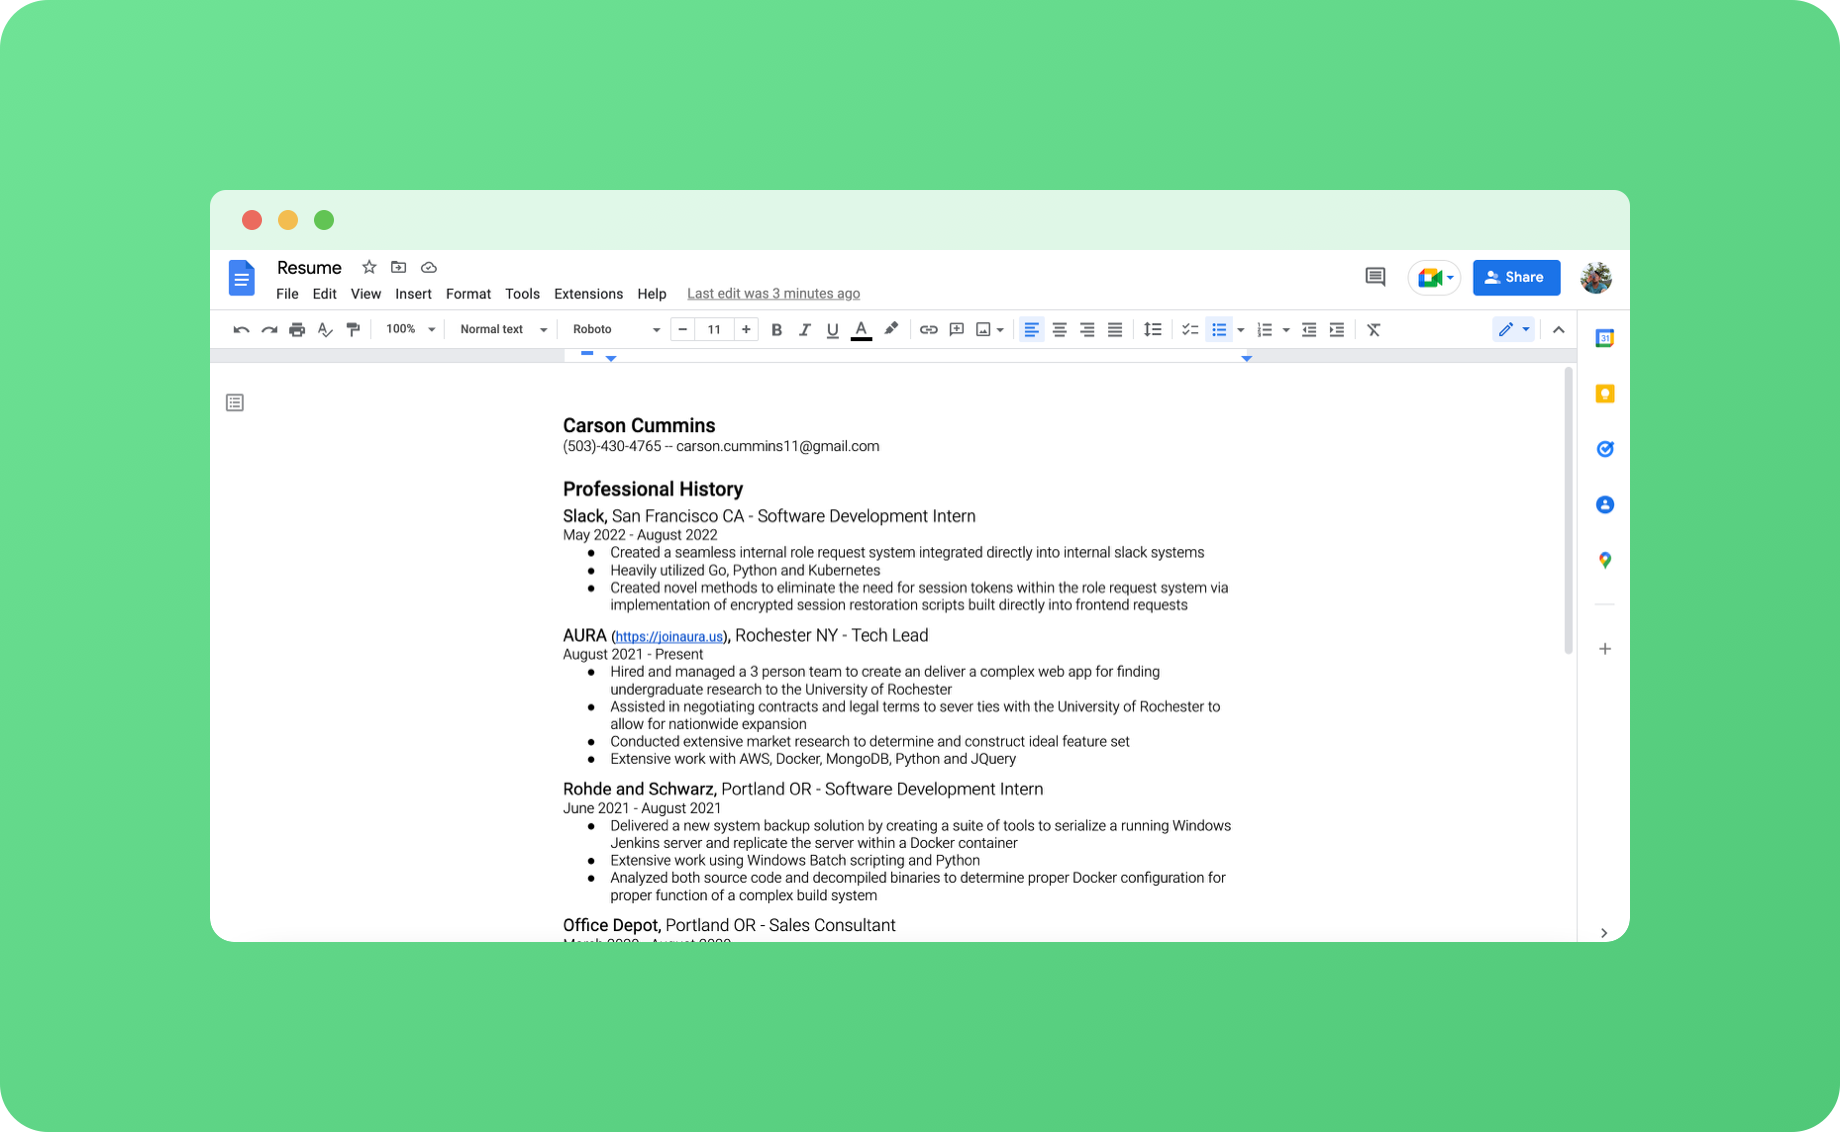 Resume
File Edit View Insert Format Tools Extensions Help Last edit was 3 minutes ago
Share
100% Normal text Roboto 11
31
Carson Cummins
(503)-430-4765 -- carson.cummins11@gmail.com
Professional History
Slack, San Francisco CA - Software Development Intern
May 2022 - August 2022
● Created a seamless internal role request system integrated directly into internal slack systems
● Heavily utilized Go, Python and Kubernetes
● Created novel methods to eliminate the need for session tokens within the role request system via
implementation of encrypted session restoration scripts built directly into frontend requests
AURA (https://joinaura.us), Rochester NY - Tech Lead
August 2021 - Present
● Hired and managed a 3 person team to create an deliver a complex web app for finding
undergraduate research to the University of Rochester
● Assisted in negotiating contracts and legal terms to sever ties with the University of Rochester to
allow for nationwide expansion
● Conducted extensive market research to determine and construct ideal feature set
● Extensive work with AWS, Docker, MongoDB, Python and JQuery
Rohde and Schwarz, Portland OR - Software Development Intern
June 2021 - August 2021
● Delivered a new system backup solution by creating a suite of tools to serialize a running Windows
Jenkins server and replicate the server within a Docker container
● Extensive work using Windows Batch scripting and Python
● Analyzed both source code and decompiled binaries to determine proper Docker configuration for
proper function of a complex build system
Office Depot, Portland OR - Sales Consultant